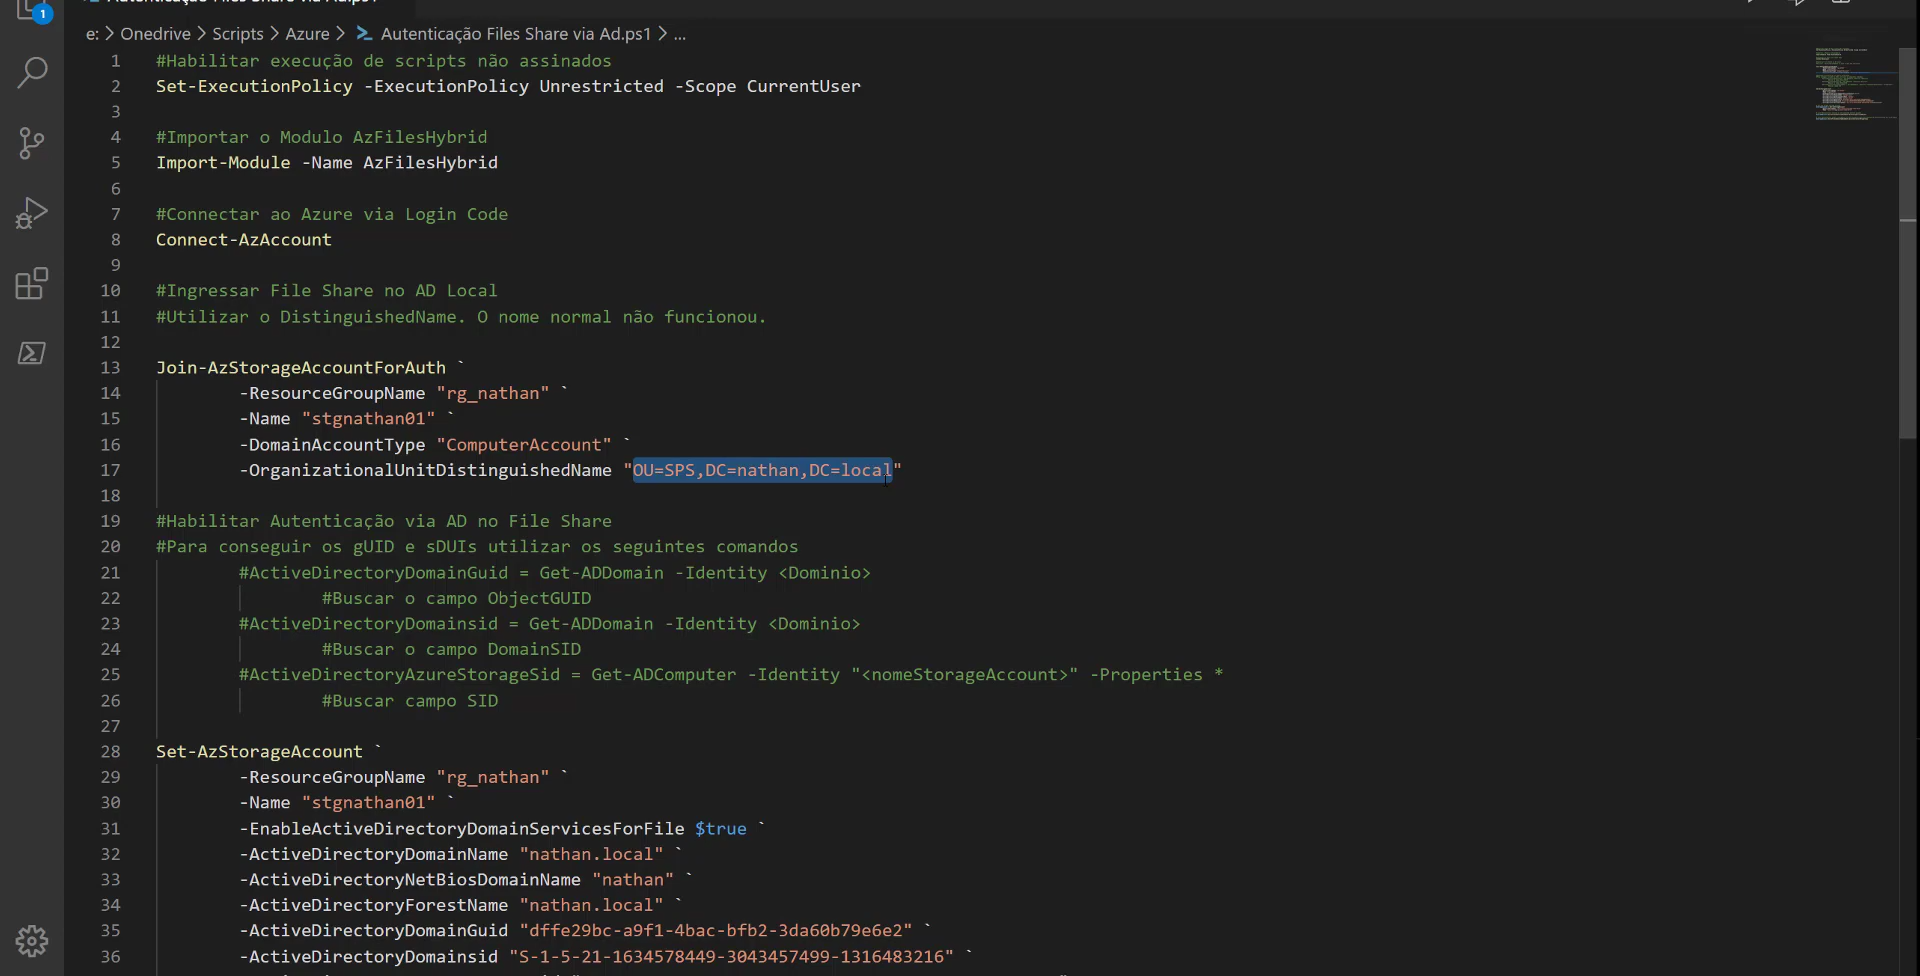 1
e: > Onedrive > Scripts > Azure > Autenticação Files Share via Ad.ps1 > ...
1 #Habilitar execução de scripts não assinados
2 Set-ExecutionPolicy -ExecutionPolicy Unrestricted -Scope CurrentUser
3
4 #Importar o Modulo AzFilesHybrid
5 Import-Module -Name AzFilesHybrid
6
7 #Connectar ao Azure via Login Code
8 Connect-AzAccount
9
10 #Ingressar File Share no AD Local
11 #Utilizar o DistinguishedName. O nome normal não funcionou.
12
13 Join-AzStorageAccountForAuth `
14 -ResourceGroupName "rg_nathan" `
15 -Name "stgnathan01" `
16 -DomainAccountType "ComputerAccount" `
17 -OrganizationalUnitDistinguishedName "OU=SPS,DC=nathan,DC=local"
18
19 #Habilitar Autenticação via AD no File Share
20 #Para conseguir os gUID e sDUIs utilizar os seguintes comandos
21 #ActiveDirectoryDomainGuid = Get-ADDomain -Identity <Dominio>
22 #Buscar o campo ObjectGUID
23 #ActiveDirectoryDomainsid = Get-ADDomain -Identity <Dominio>
24 #Buscar o campo DomainSID
25 #ActiveDirectoryAzureStorageSid = Get-ADComputer -Identity "<nomeStorageAccount>" -Properties *
26 #Buscar campo SID
27
28 Set-AzStorageAccount `
29 -ResourceGroupName "rg_nathan" `
30 -Name "stgnathan01" `
31 -EnableActiveDirectoryDomainServicesForFile $true `
32 -ActiveDirectoryDomainName "nathan.local" `
33 -ActiveDirectoryNetBiosDomainName "nathan" `
34 -ActiveDirectoryForestName "nathan.local" `
35 -ActiveDirectoryDomainGuid "dffe29bc-a9f1-4bac-bfb2-3da60b79e6e2" `
36 -ActiveDirectoryDomainsid "S-1-5-21-1634578449-3043457499-1316483216" `